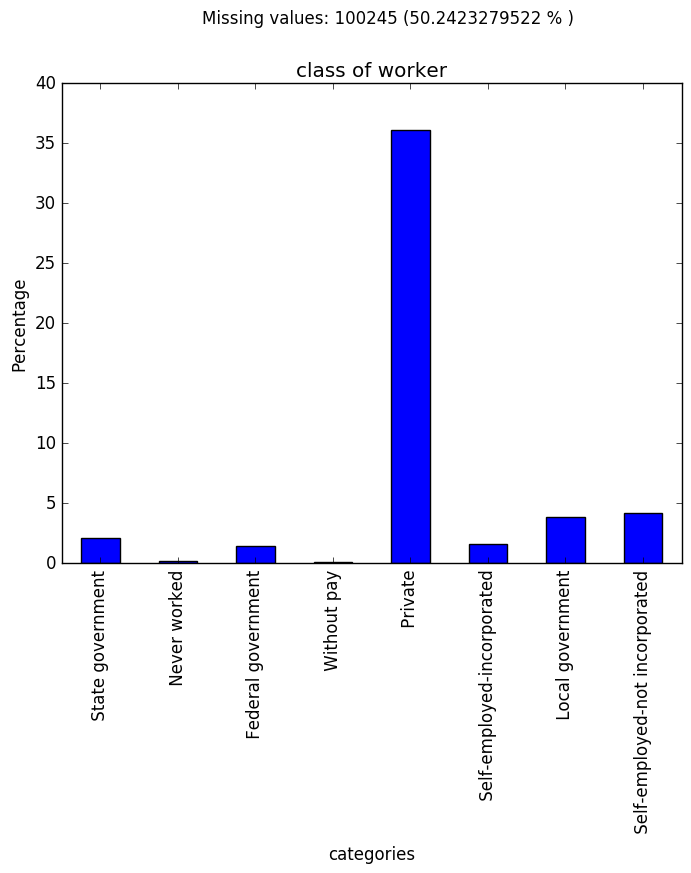 Missing values: 100245 (50.2423279522 % )
class of worker
40
35
30
25
20
15
10
5
0
Percentage
State government
Never worked
Federal government
Without pay
Private
Self-employed-incorporated
Local government
Self-employed-not incorporated
categories